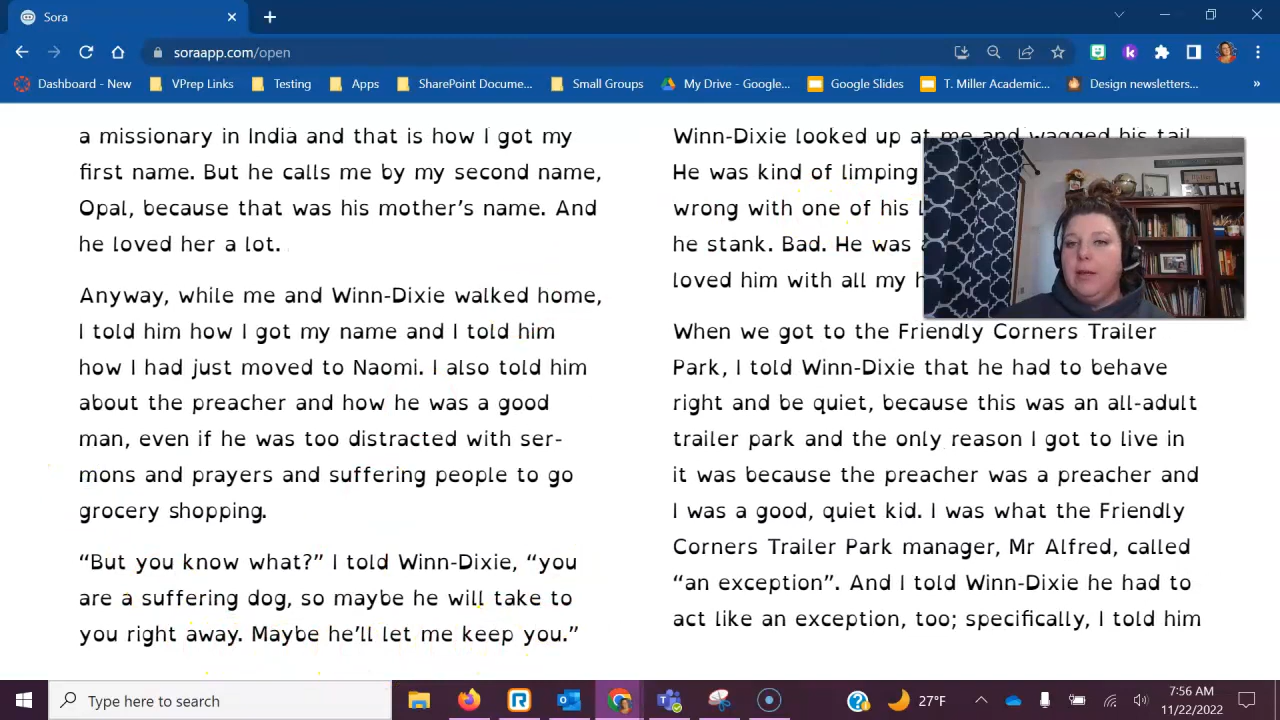 Sora
soraapp.com/open
Dashboard - New
VPrep Links
Testing
Apps
SharePoint Docume...
Small Groups
My Drive - Google...
Google Slides
T. Miller Academic...
Design newsletters...
»
a missionary in India and that is how I got my
first name. But he calls me by my second name,
Opal, because that was his mother's name. And
he loved her a lot.
Anyway, while me and Winn-Dixie walked home,
I told him how I got my name and I told him
how I had just moved to Naomi. I also told him
about the preacher and how he was a good
man, even if he was too distracted with ser-
mons and prayers and suffering people to go
grocery shopping.
“But you know what?” I told Winn-Dixie, “you
are a suffering dog, so maybe he will take to
you right away. Maybe he'll let me keep you.”
Winn-Dixie looked up at me and wagged his tail.
He was kind of limping
wrong with one of his
he stank. Bad. He was
loved him with all my
When we got to the Friendly Corners Trailer
Park, I told Winn-Dixie that he had to behave
right and be quiet, because this was an all-adult
trailer park and the only reason I got to live in
it was because the preacher was a preacher and
I was a good, quiet kid. I was what the Friendly
Corners Trailer Park manager, Mr Alfred, called
“an exception”. And I told Winn-Dixie he had to
act like an exception, too; specifically, I told him
Type here to search
27°F
7:56 AM
11/22/2022